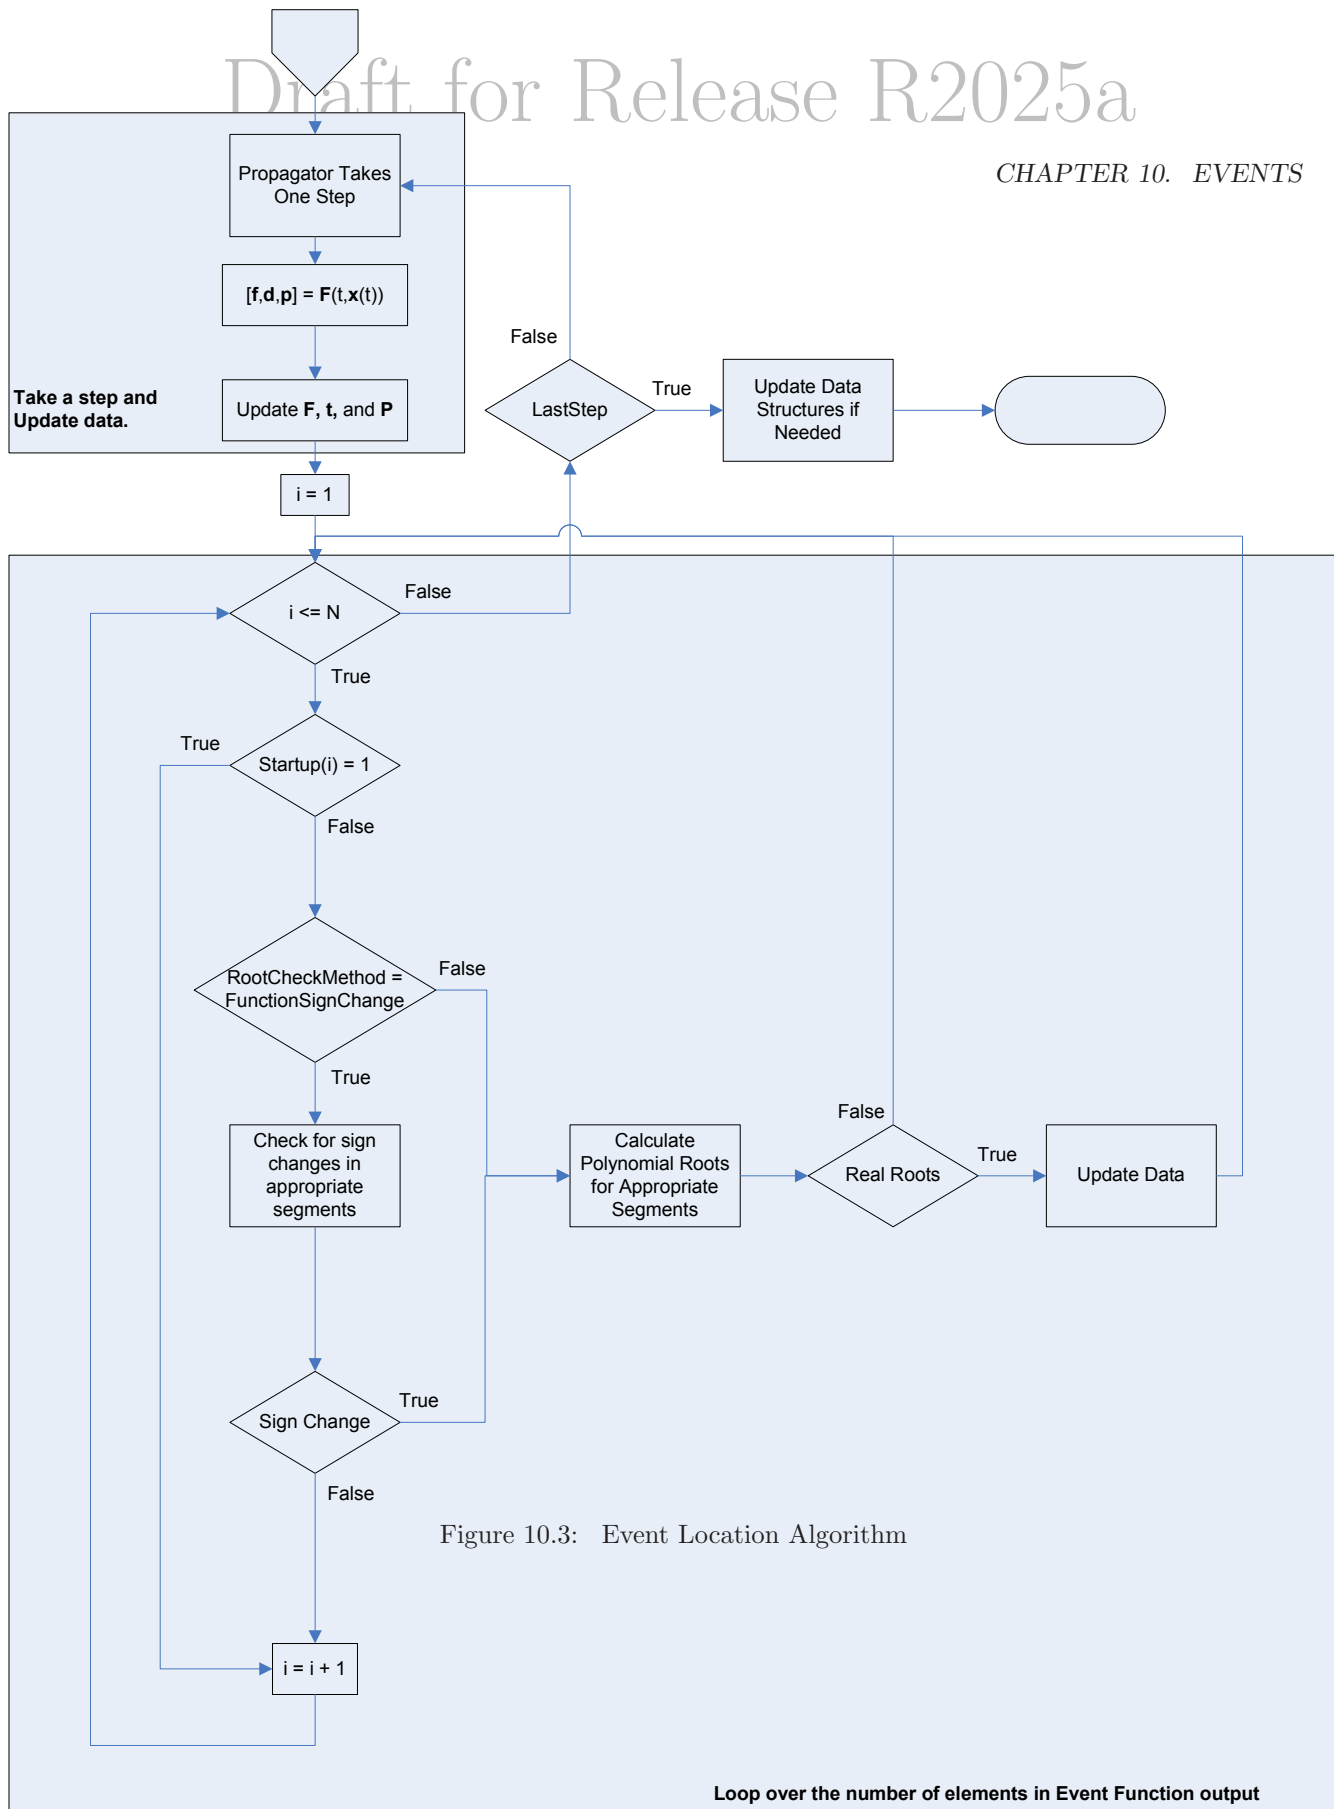 Draft for Release R2025a
CHAPTER 10. EVENTS
Propagator Takes
One Step
[f,d,p] = F(t,x(t))
Take a step and
Update data.
Update F, t, and P
False
LastStep
True
Update Data
Structures if
Needed
i = 1
i <= N
False
True
True
Startup(i) = 1
False
RootCheckMethod =
FunctionSignChange
False
True
Check for sign
changes in
appropriate
segments
Calculate
Polynomial Roots
for Appropriate
Segments
False
Real Roots
True
Update Data
Sign Change
True
False
Figure 10.3: Event Location Algorithm
i = i + 1
Loop over the number of elements in Event Function output